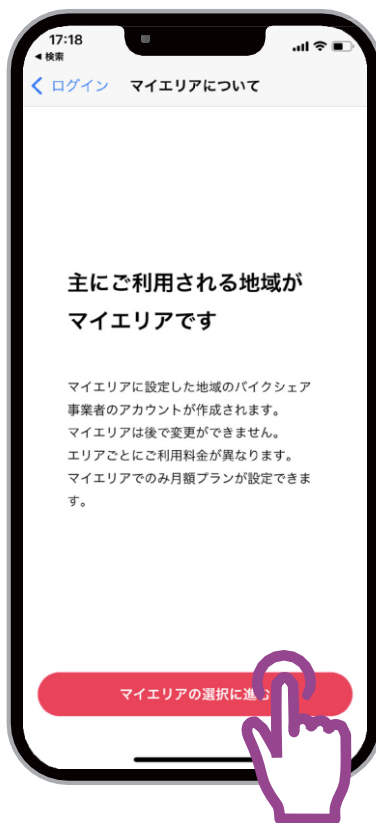 17:18
◀ 検索
ログイン マイエリアについて
主にご利用される地域が
マイエリアです
マイエリアに設定した地域のバイクシェア
事業者のアカウントが作成されます。
マイエリアは後で変更ができません。
エリアごとにご利用料金が異なります。
マイエリアでのみ月額プランが設定できま
す。
マイエリアの選択に進む